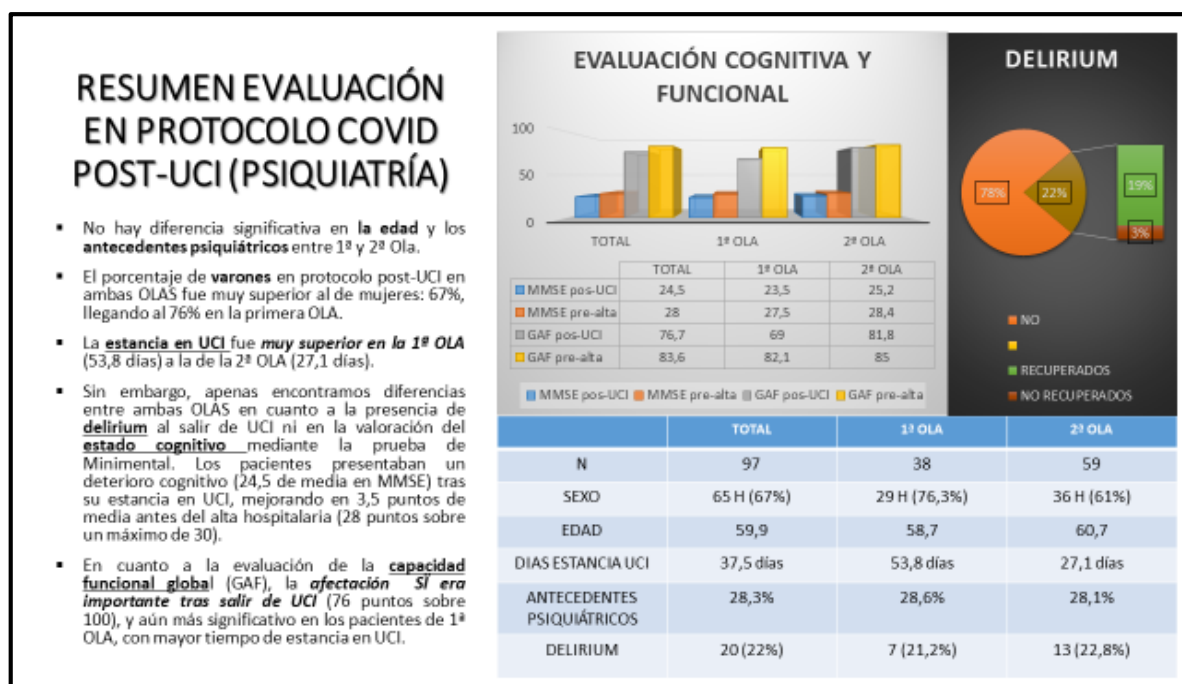 RESUMEN EVALUACIÓN
EN PROTOCOLO COVID
POST-UCI (PSIQUIATRÍA)
▪ No hay diferencia significativa en la edad y los
antecedentes psiquiátricos entre 1ª y 2ª Ola.
▪ El porcentaje de varones en protocolo post-UCI en
ambas OLAS fue muy superior al de mujeres: 67%,
llegando al 76% en la primera OLA.
▪ La estancia en UCI fue muy superior en la 1ª OLA
(53,8 días) a la de la 2ª OLA (27,1 días).
▪ Sin embargo, apenas encontramos diferencias
entre ambas OLAS en cuanto a la presencia de
delirium al salir de UCI ni en la valoración del
estado cognitivo mediante la prueba de
Minimental. Los pacientes presentaban un
deterioro cognitivo (24,5 de media en MMSE) tras
su estancia en UCI, mejorando en 3,5 puntos de
media antes del alta hospitalaria (28 puntos sobre
un máximo de 30).
▪ En cuanto a la evaluación de la capacidad
funcional global (GAF), la afectación SÍ era
importante tras salir de UCI (76 puntos sobre
100), y aún más significativo en los pacientes de 1ª
OLA, con mayor tiempo de estancia en UCI.
EVALUACIÓN COGNITIVA Y
FUNCIONAL
100
50
0
TOTAL 1ª OLA 2ª OLA
TOTAL 1ª OLA 2ª OLA
MMSE pos-UCI 24,5 23,5 25,2
MMSE pre-alta 28 27,5 28,4
GAF pos-UCI 76,7 69 81,8
GAF pre-alta 83,6 82,1 85
MMSE pos-UCI MMSE pre-alta GAF pos-UCI GAF pre-alta
DELIRIUM
78% 22% 19%
3%
NO
RECUPERADOS
NO RECUPERADOS
TOTAL 1ª OLA 2ª OLA
N 97 38 59
SEXO 65 H (67%) 29 H (76,3%) 36 H (61%)
EDAD 59,9 58,7 60,7
DIAS ESTANCIA UCI 37,5 días 53,8 días 27,1 días
ANTECEDENTES
PSIQUIÁTRICOS 28,3% 28,6% 28,1%
DELIRIUM 20 (22%) 7 (21,2%) 13 (22,8%)